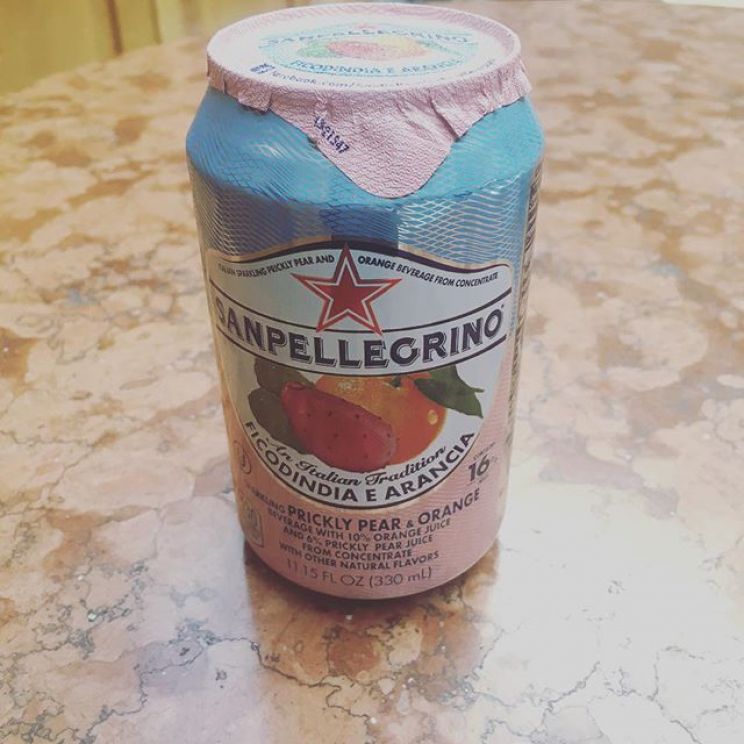 SANPELLEGRINO
FICODINDIA E ARANCIA
ITALIAN SPARKLING PRICKLY PEAR AND ORANGE BEVERAGE FROM CONCENTRATE
SANPELLEGRINO
An Italian Tradition
FICODINDIA E ARANCIA
16%
SPARKLING PRICKLY PEAR & ORANGE
BEVERAGE WITH 10% ORANGE JUICE
AND 6% PRICKLY PEAR JUICE
FROM CONCENTRATE
WITH OTHER NATURAL FLAVORS
11.15 FL OZ (330 mL)